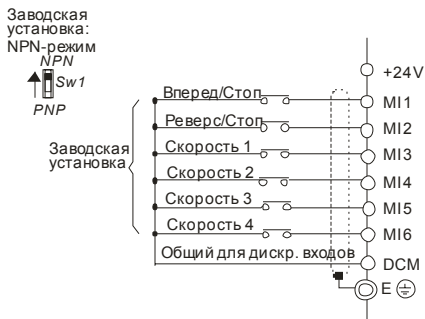 Заводская
установка:
NPN-режим
NPN
Sw1
PNP
+24V
Вперед/Стоп
MI1
Реверс/Стоп
MI2
Заводская
установка
Скорость 1
MI3
Скорость 2
MI4
Скорость 3
MI5
Скорость 4
MI6
Общий для дискр. входов
DCM
E